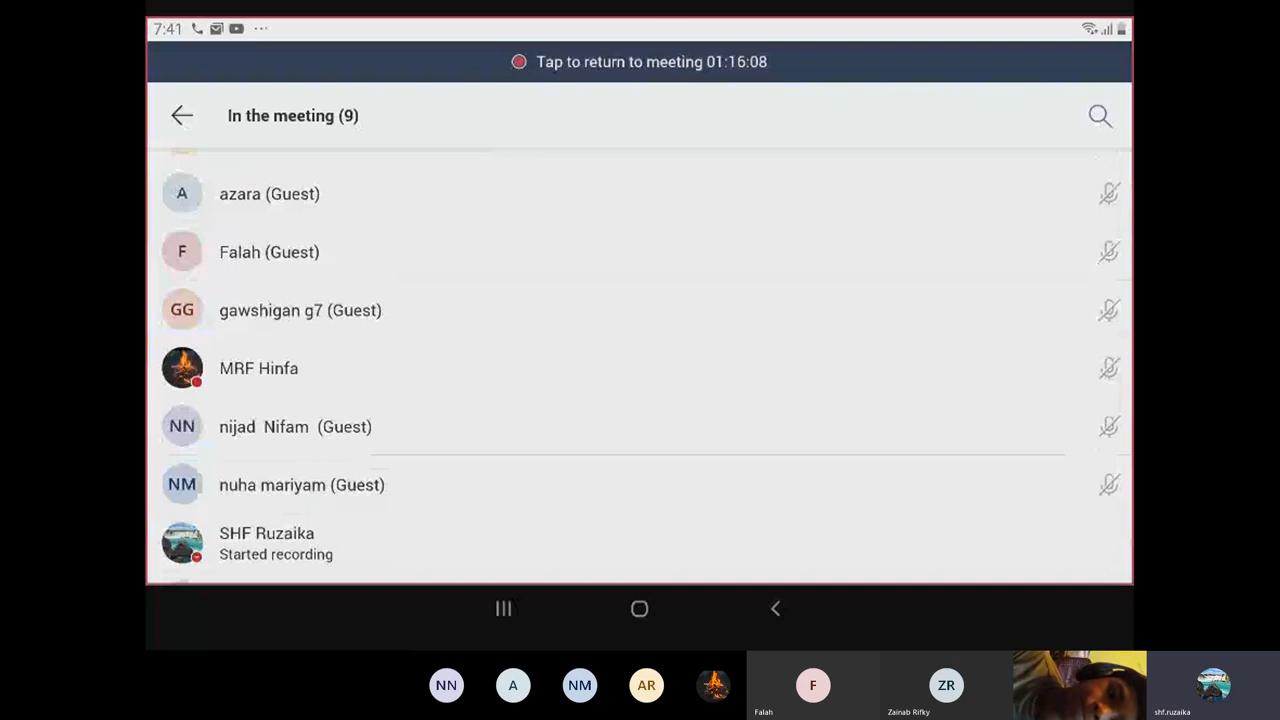 7:41
Tap to return to meeting 01:16:08
In the meeting (9)
A azara (Guest)
F Falah (Guest)
GG gawshigan g7 (Guest)
MRF Hinfa
NN nijad Nifam (Guest)
NM nuha mariyam (Guest)
SHF Ruzaika
Started recording
NN A NM AR F ZR
Falah Zainab Rifky shf.ruzaika